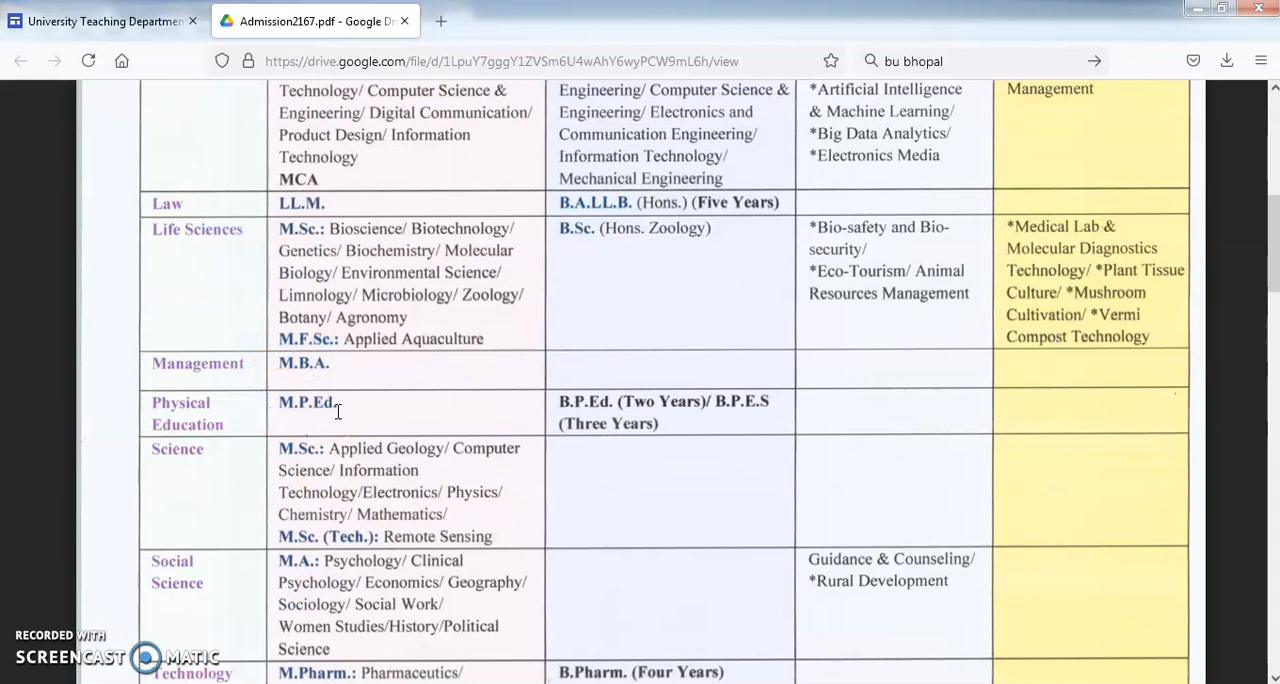 University Teaching Departmen
Admission2167.pdf - Google Dr
https://drive.google.com/file/d/1LpuY7gggY1ZVSm6U4wAhY6wyPCW9mL6h/view
bu bhopal
Technology/ Computer Science &
Engineering/ Digital Communication/
Product Design/ Information
Technology
MCA
Engineering/ Computer Science &
Engineering/ Electronics and
Communication Engineering/
Information Technology/
Mechanical Engineering
*Artificial Intelligence
& Machine Learning/
*Big Data Analytics/
*Electronics Media
Management
Law
LL.M.
B.A.LL.B. (Hons.) (Five Years)
Life Sciences
M.Sc.: Bioscience/ Biotechnology/
Genetics/ Biochemistry/ Molecular
Biology/ Environmental Science/
Limnology/ Microbiology/ Zoology/
Botany/ Agronomy
M.F.Sc.: Applied Aquaculture
B.Sc. (Hons. Zoology)
*Bio-safety and Bio-
security/
*Eco-Tourism/ Animal
Resources Management
*Medical Lab &
Molecular Diagnostics
Technology/ *Plant Tissue
Culture/ *Mushroom
Cultivation/ *Vermi
Compost Technology
Management
M.B.A.
Physical
Education
M.P.Ed.
B.P.Ed. (Two Years)/ B.P.E.S
(Three Years)
Science
M.Sc.: Applied Geology/ Computer
Science/ Information
Technology/Electronics/ Physics/
Chemistry/ Mathematics/
M.Sc. (Tech.): Remote Sensing
Social
Science
M.A.: Psychology/ Clinical
Psychology/ Economics/ Geography/
Sociology/ Social Work/
Women Studies/History/Political
Science
Guidance & Counseling/
*Rural Development
Technology
M.Pharm.: Pharmaceutics/
B.Pharm. (Four Years)
RECORDED WITH
SCREENCAST MATIC